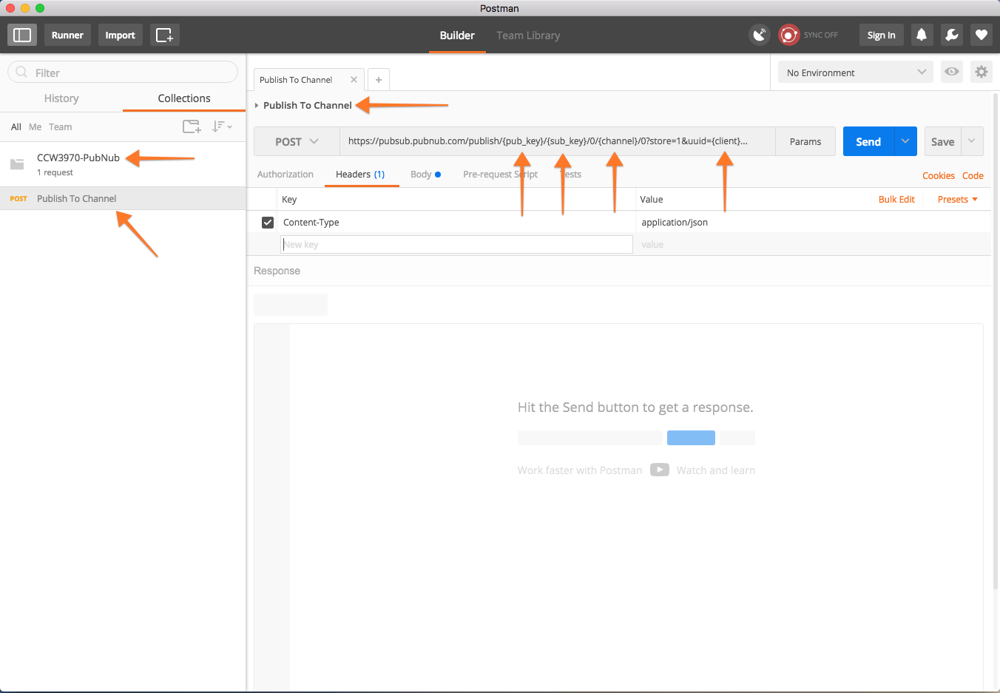 Postman
Runner
Import
Builder
Team Library
SYNC OFF
Sign In
Filter
History
Collections
All Me Team
CCW3970-PubNub
1 request
POST Publish To Channel
Publish To Channel
No Environment
Publish To Channel
POST
https://pubsub.pubnub.com/publish/{pub_key}/{sub_key}/0/{channel}/0?store=1&uuid={client}...
Params
Send
Save
Authorization
Headers (1)
Body
Pre-request Script
Tests
Cookies
Code
Key
Value
Bulk Edit
Presets
Content-Type
application/json
New key
value
Response
Hit the Send button to get a response.
Work faster with Postman
Watch and learn